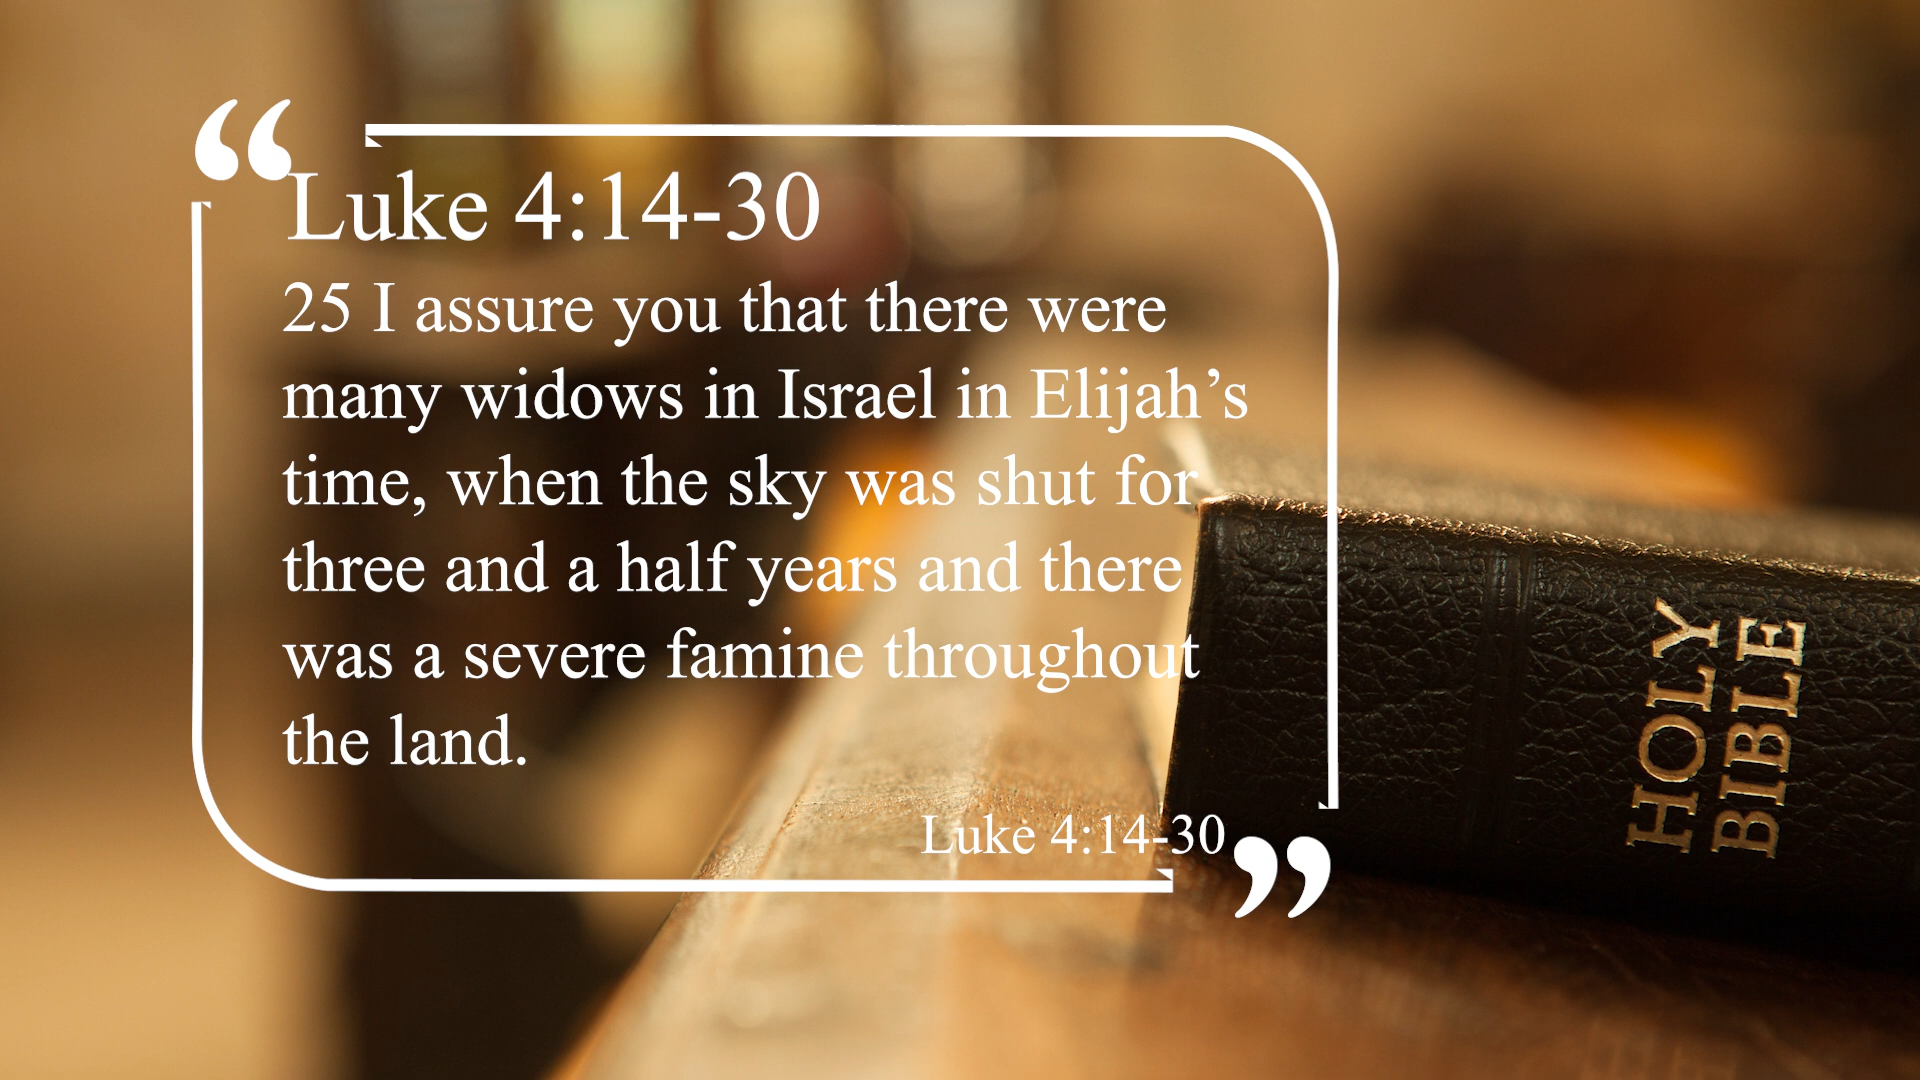 Luke 4:14-30
25 I assure you that there were
many widows in Israel in Elijah’s
time, when the sky was shut for
three and a half years and there
was a severe famine throughout
the land.
Luke 4:14-30
HOLY
BIBLE